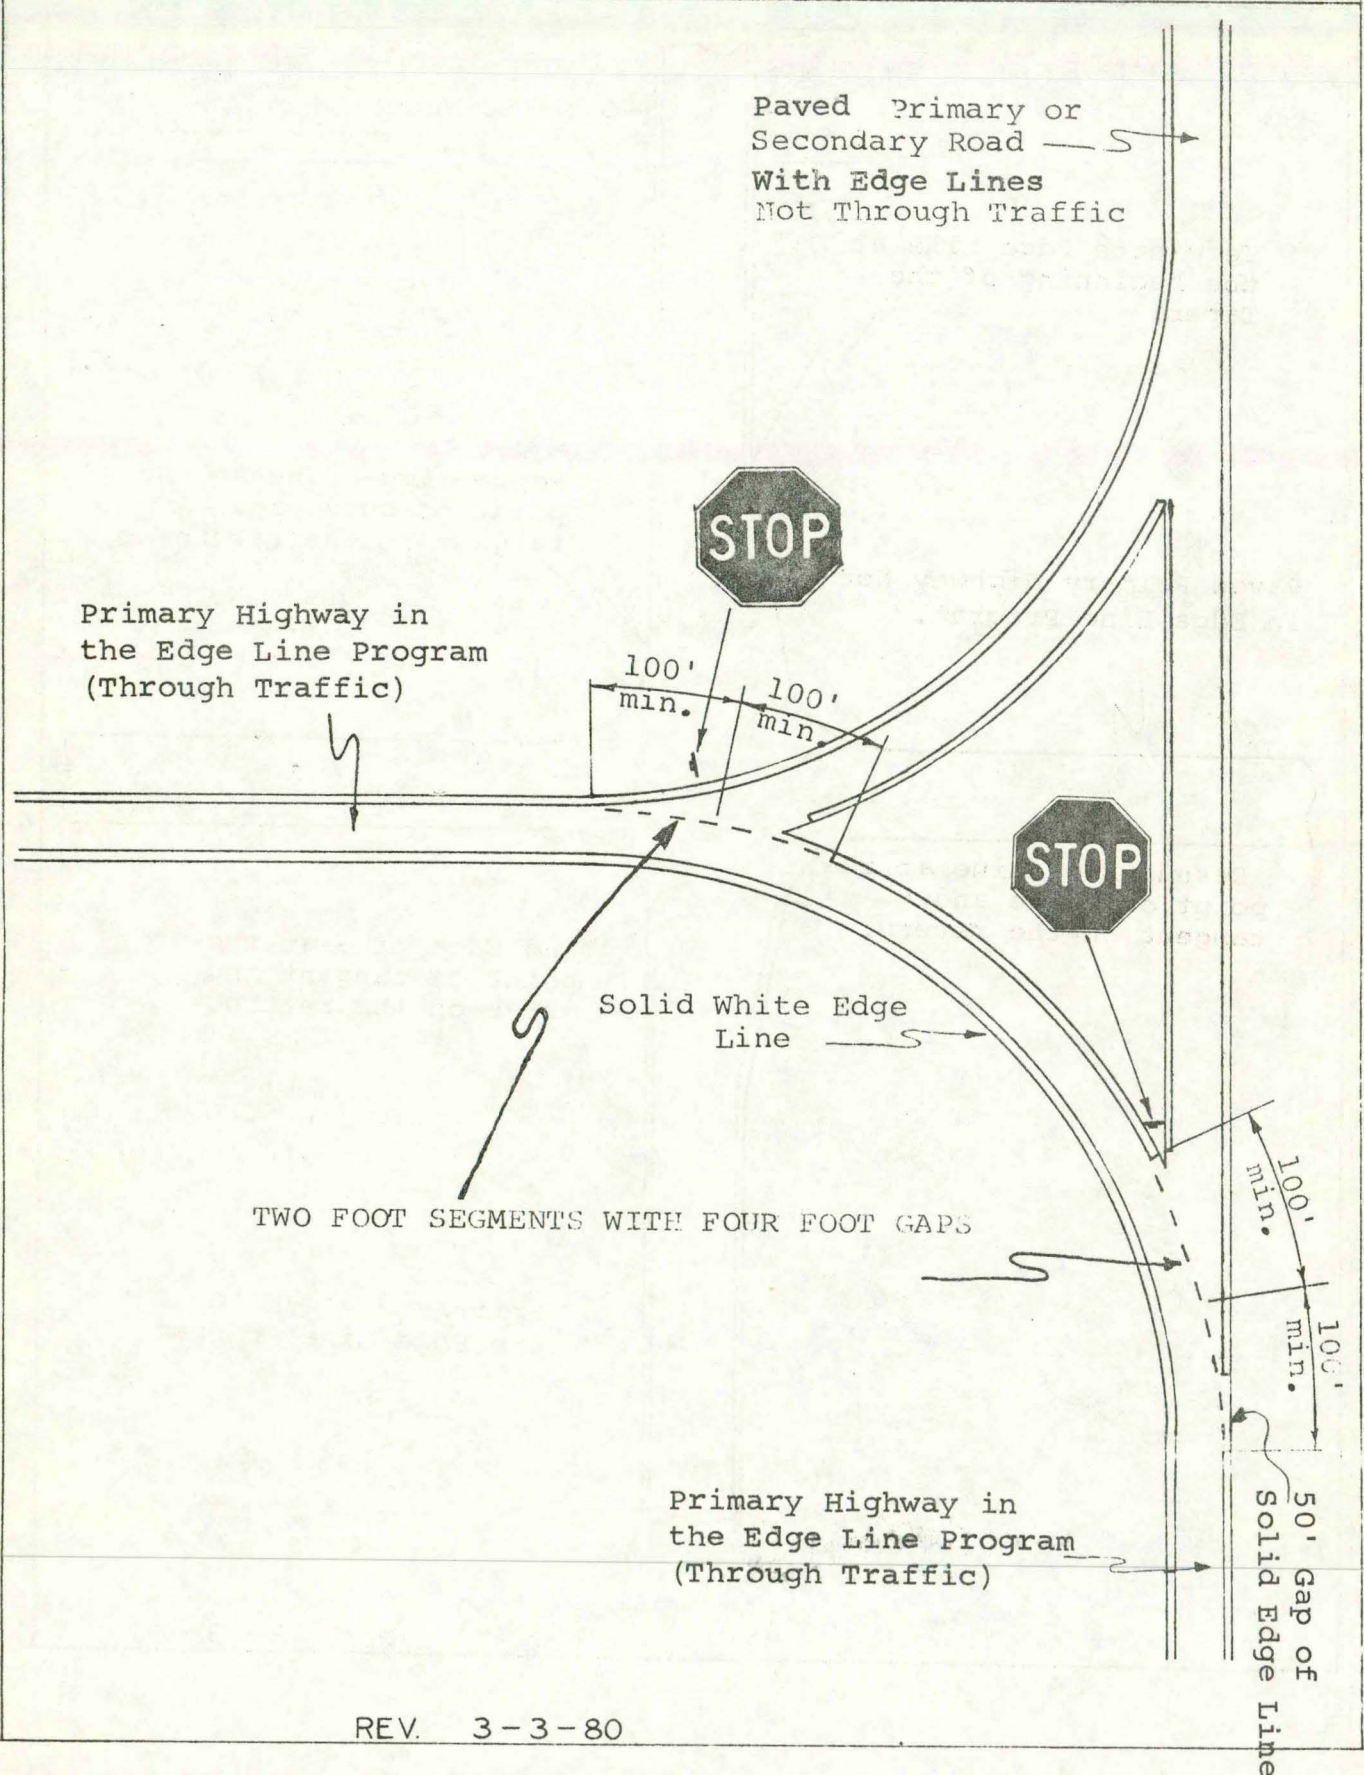 Paved Primary or
Secondary Road
With Edge Lines
Not Through Traffic
STOP
Primary Highway in
the Edge Line Program
(Through Traffic)
100'
min.
100'
min.
STOP
Solid White Edge
Line
100'
min.
TWO FOOT SEGMENTS WITH FOUR FOOT GAPS
100'
min.
Primary Highway in
the Edge Line Program
(Through Traffic)
50' Gap of
Solid Edge Line
REV. 3-3-80